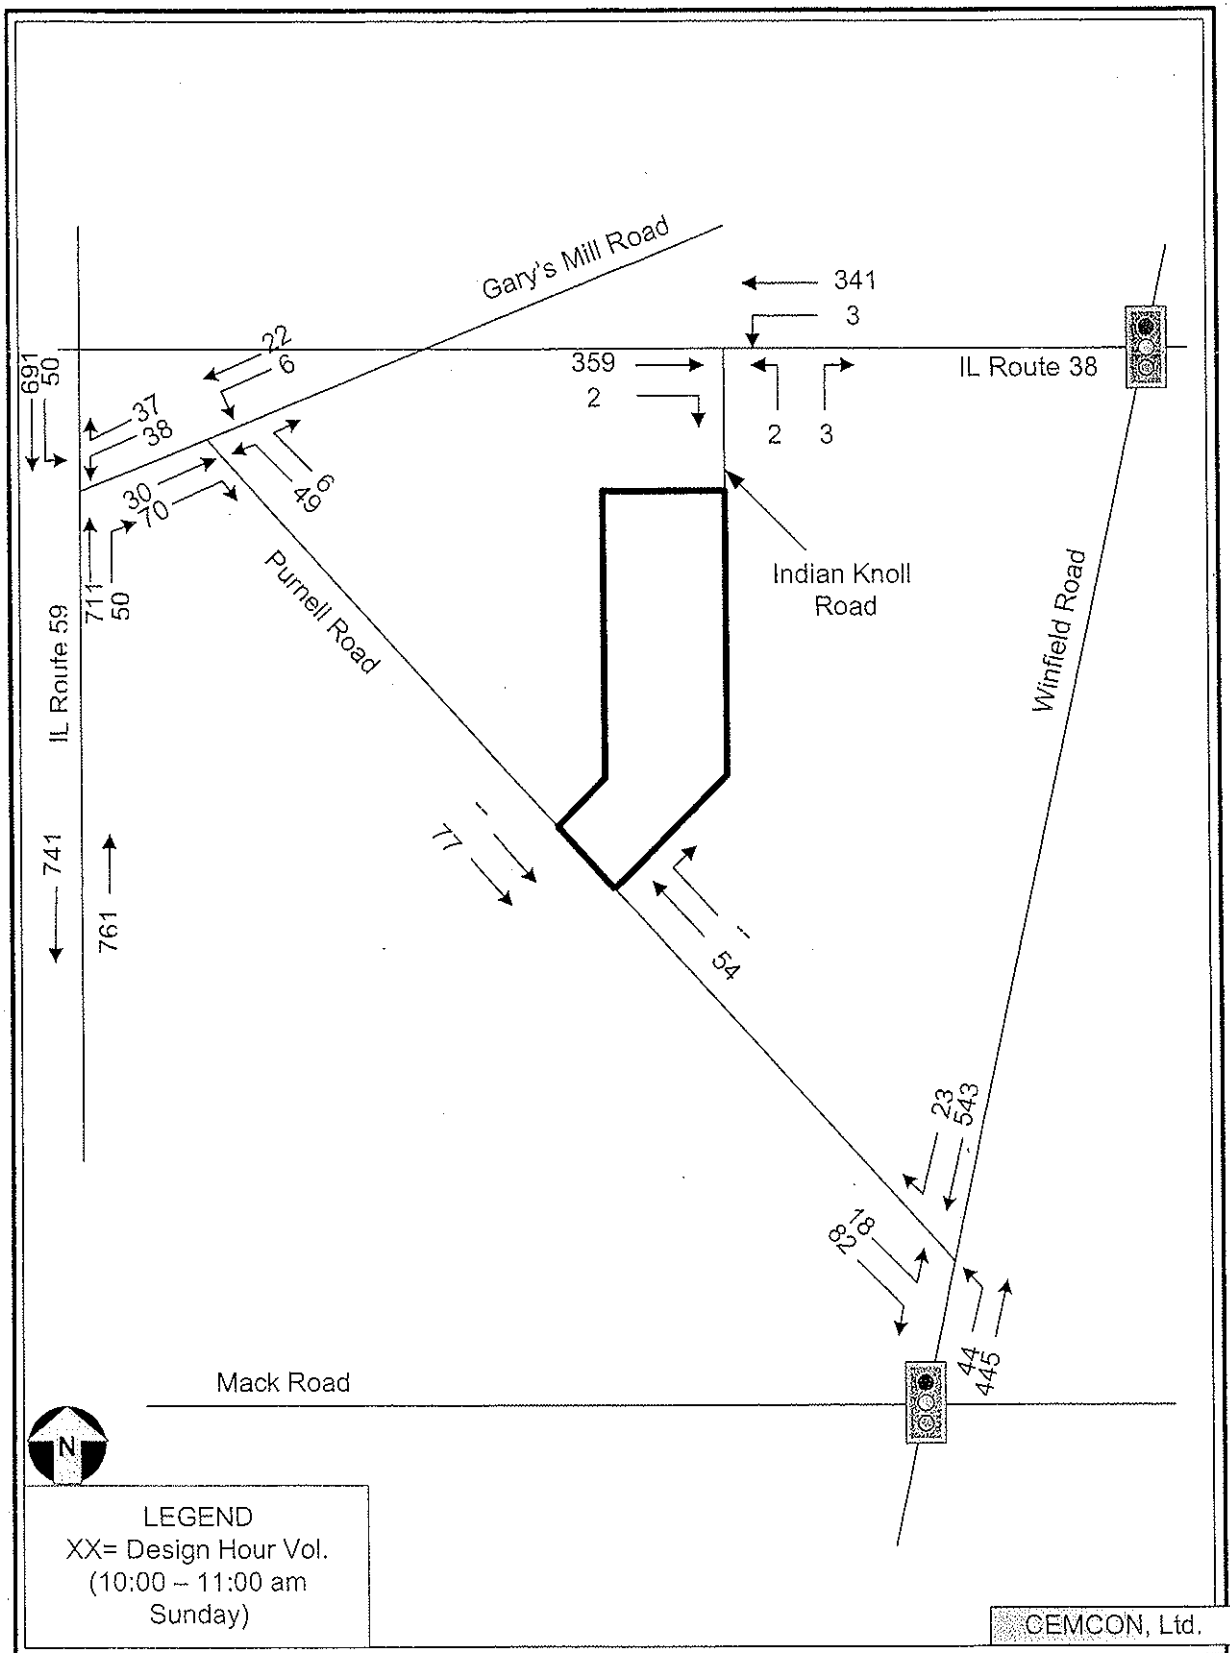 Gary's Mill Road
341
3
22
6
359
2
IL Route 38
691
50
37
38
2
3
30
70
6
49
Indian Knoll
Road
Purnell Road
711
50
IL Route 59
Winfield Road
741
761
77
--
--
54
23
543
18
82
44
445
Mack Road
N
LEGEND
XX= Design Hour Vol.
(10:00 – 11:00 am
Sunday)
CEMCON, Ltd.